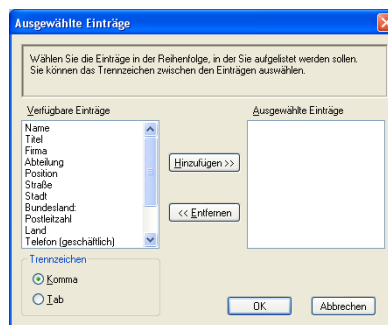 Ausgewählte Einträge
Wählen Sie die Einträge in der Reihenfolge, in der Sie aufgelistet werden sollen.
Sie können das Trennzeichen zwischen den Einträgen auswählen.
Verfügbare Einträge
Ausgewählte Einträge
Name
Titel
Firma
Abteilung
Position
Straße
Stadt
Bundesland:
Postleitzahl
Land
Telefon (geschäftlich)
Hinzufügen >>
<< Entfernen
Trennzeichen
Komma
Tab
OK
Abbrechen